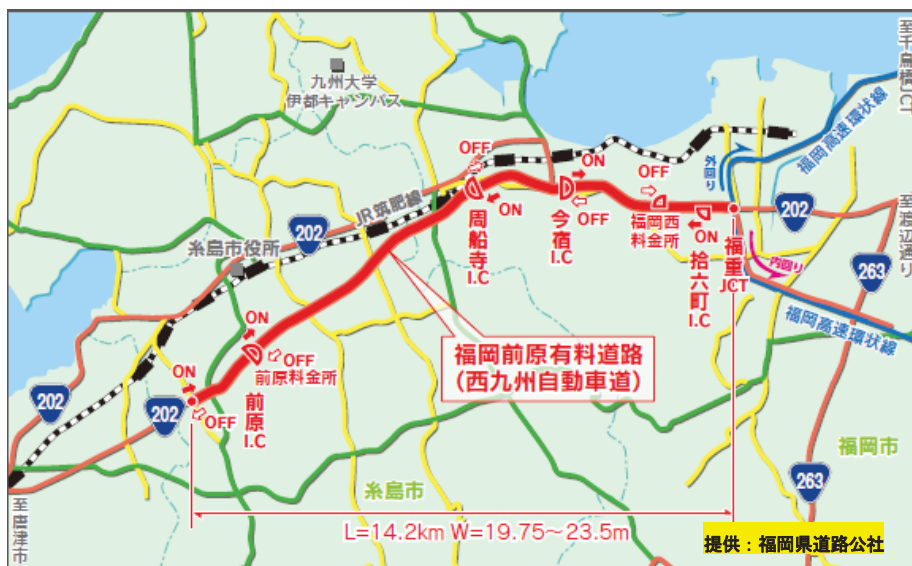 九州大学
伊都キャンパス
至千鳥橋JCT
福岡高速環状線
外回り
OFF
ON
OFF
JR筑肥線
ON
OFF
202
至渡辺通り
202
周船寺I.C
今宿I.C
福岡西
料金所
ON
拾六町I.C
福重JCT
内回り
263
糸島市役所
福岡高速環状線
ON
福岡前原有料道路
(西九州自動車道)
OFF
前原料金所
ON
202
202
OFF
前原I.C
福岡市
263
糸島市
至唐津市
L=14.2km W=19.75~23.5m
提供:福岡県道路公社